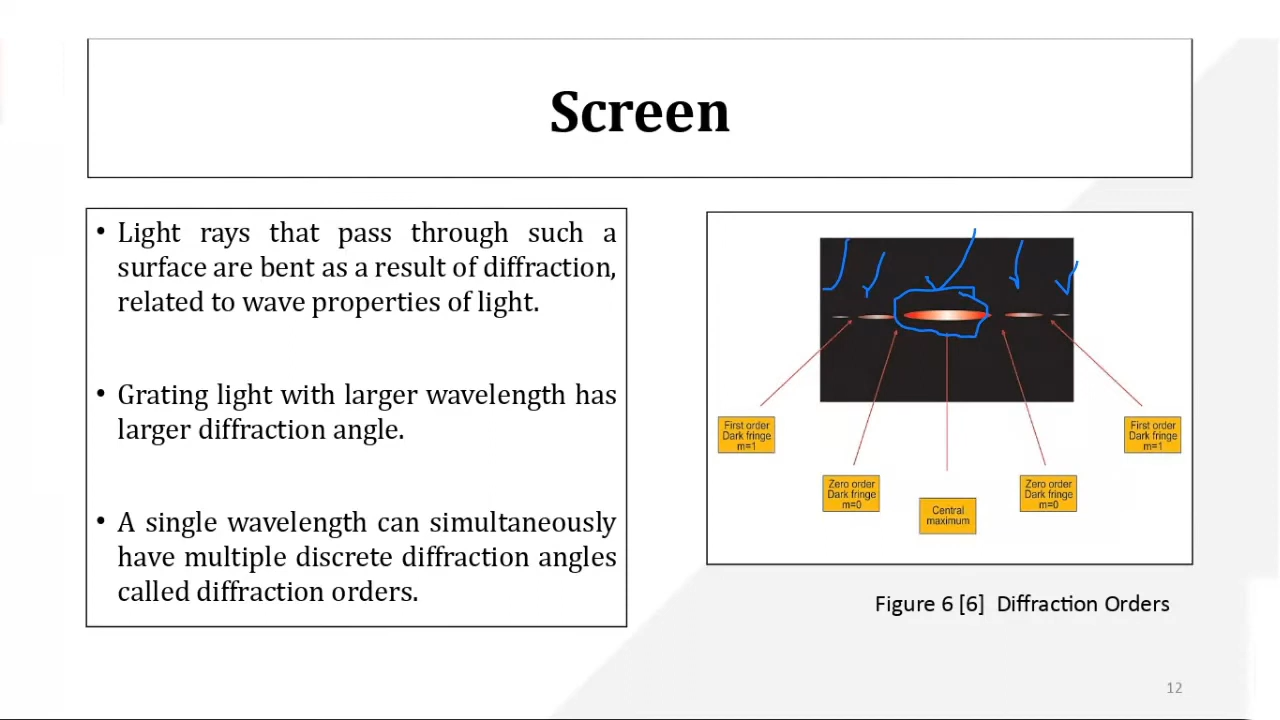 Screen
• Light rays that pass through such a
surface are bent as a result of diffraction,
related to wave properties of light.
• Grating light with larger wavelength has
larger diffraction angle.
• A single wavelength can simultaneously
have multiple discrete diffraction angles
called diffraction orders.
First order
Dark fringe
m=1
Zero order
Dark fringe
m=0
Central
maximum
Zero order
Dark fringe
m=0
First order
Dark fringe
m=1
Figure 6 [6] Diffraction Orders
12